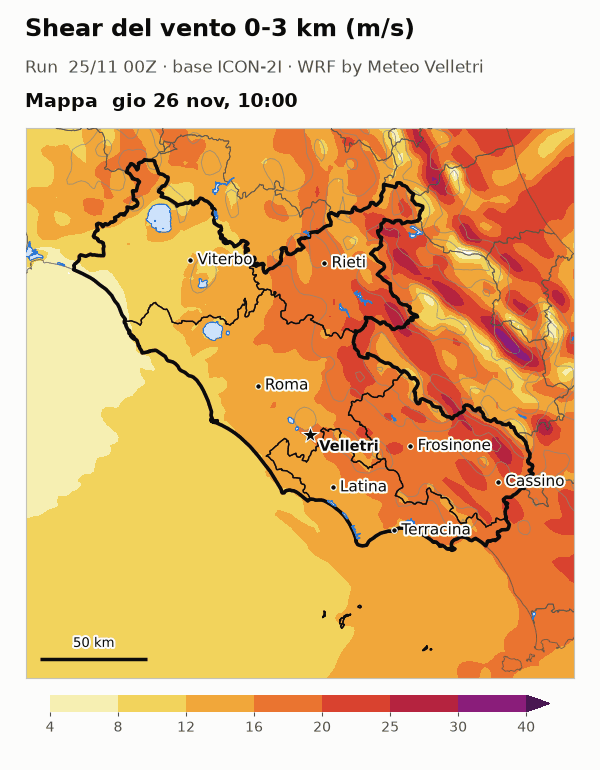 Shear del vento 0-3 km (m/s)
Run  25/11 00Z · base ICON-2I · WRF by Meteo Velletri
Mappa  gio 26 nov, 10:00
Viterbo
Rieti
Roma
Velletri
Frosinone
Latina
Cassino
Terracina
50 km
4 8 12 16 20 25 30 40